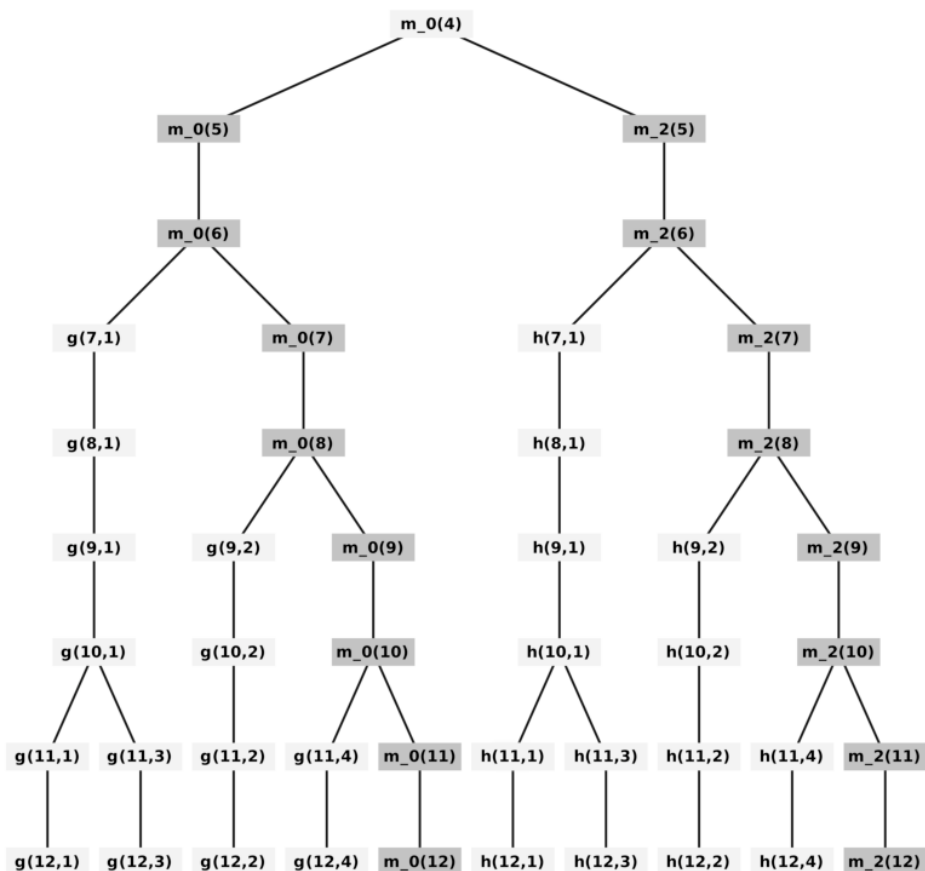 m_0(4)
m_0(5) m_2(5)
m_0(6) m_2(6)
g(7,1) m_0(7) h(7,1) m_2(7)
g(8,1) m_0(8) h(8,1) m_2(8)
g(9,1) g(9,2) m_0(9) h(9,1) h(9,2) m_2(9)
g(10,1) g(10,2) m_0(10) h(10,1) h(10,2) m_2(10)
g(11,1) g(11,3) g(11,2) g(11,4) m_0(11) h(11,1) h(11,3) h(11,2) h(11,4) m_2(11)
g(12,1) g(12,3) g(12,2) g(12,4) m_0(12) h(12,1) h(12,3) h(12,2) h(12,4) m_2(12)